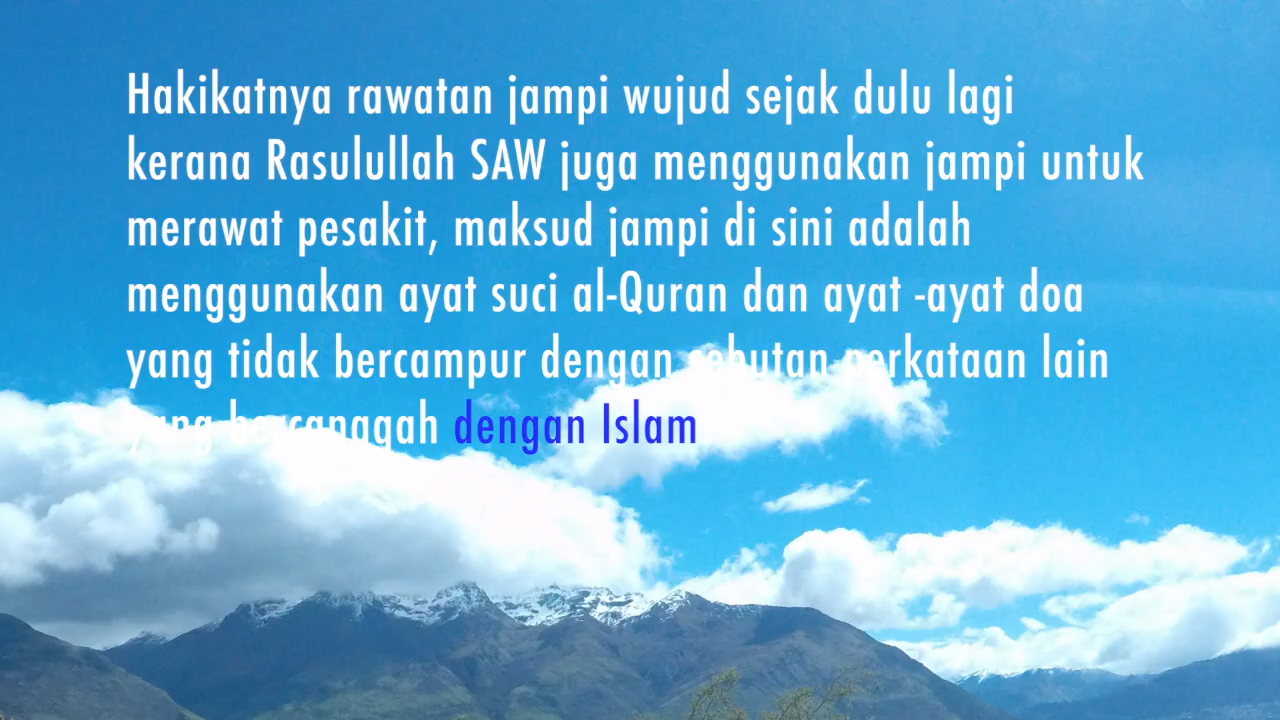 Hakikatnya rawatan jampi wujud sejak dulu lagi
kerana Rasulullah SAW juga menggunakan jampi untuk
merawat pesakit, maksud jampi di sini adalah
menggunakan ayat suci al-Quran dan ayat -ayat doa
yang tidak bercampur dengan sebutan perkataan lain
yang bercanggah dengan Islam